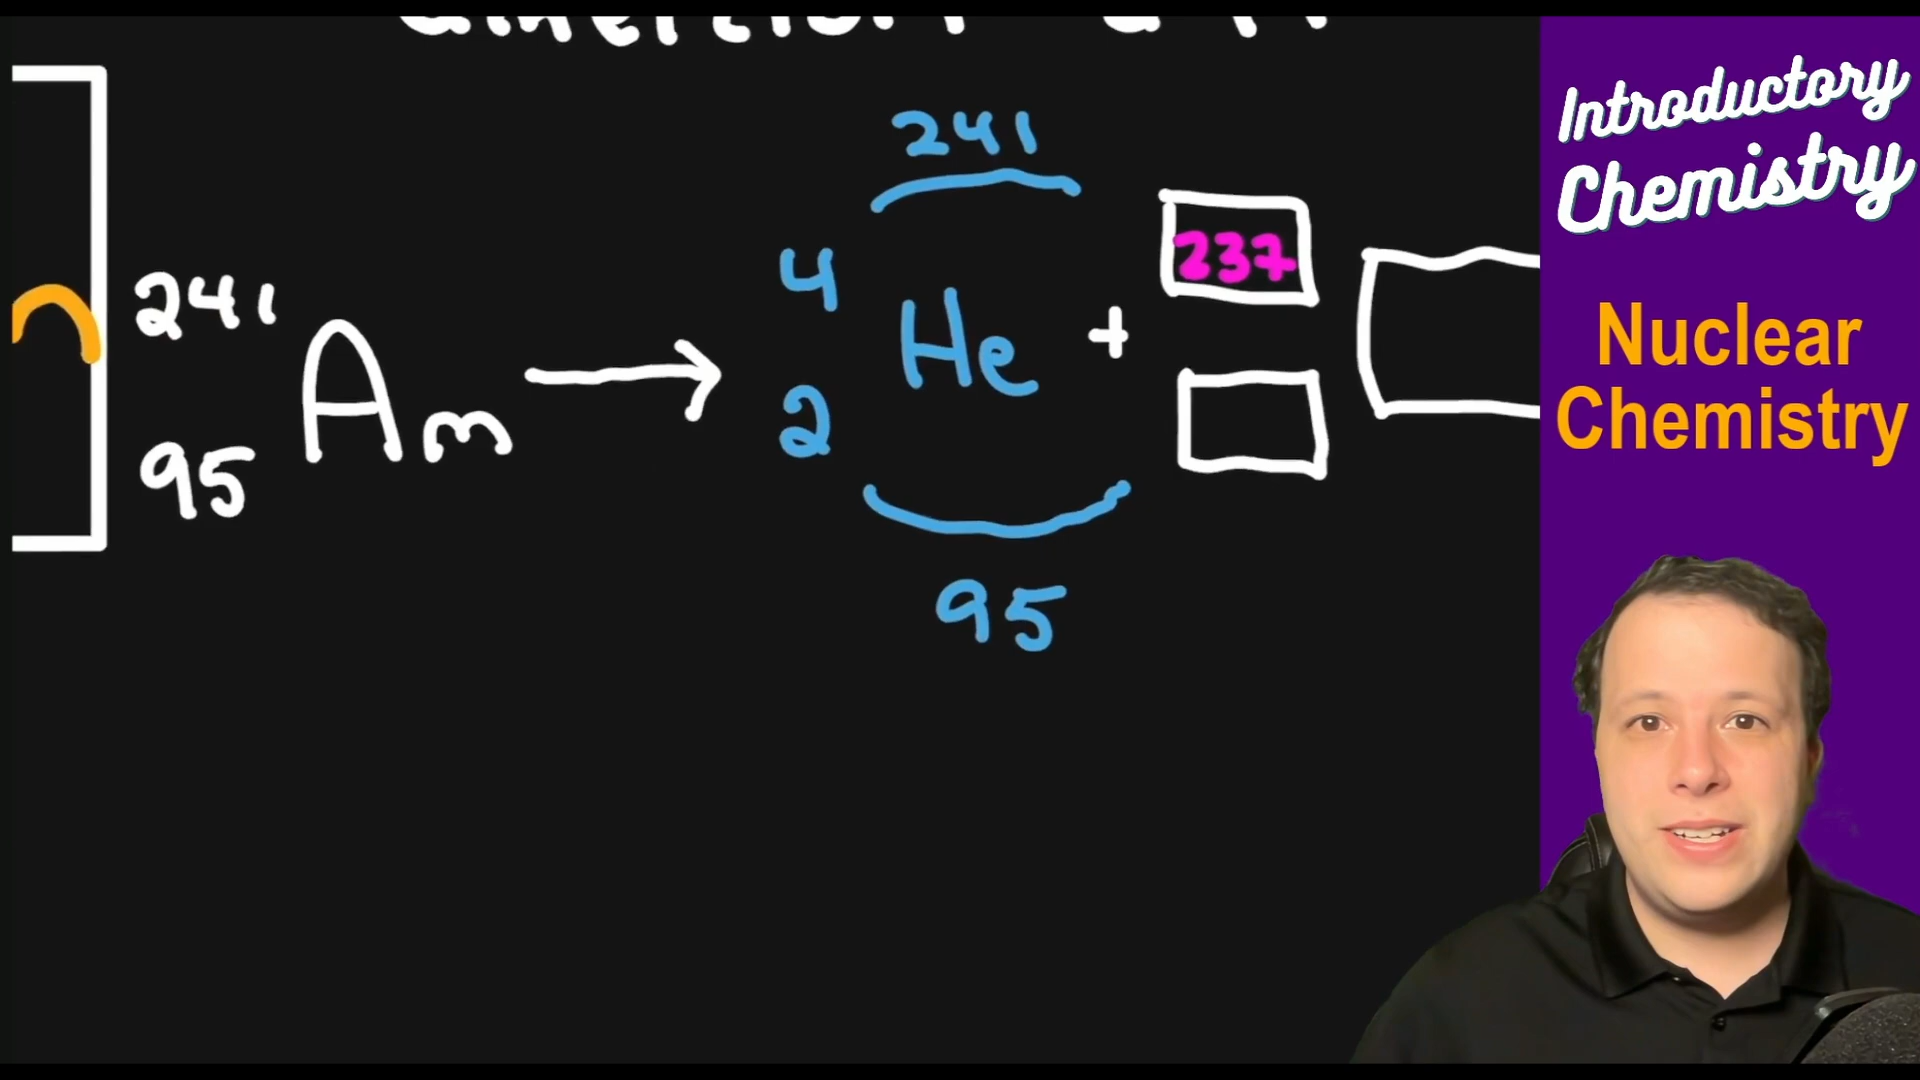 241
241
Am
95
4
He
2
+
237
95
Introductory
Chemistry
Nuclear
Chemistry